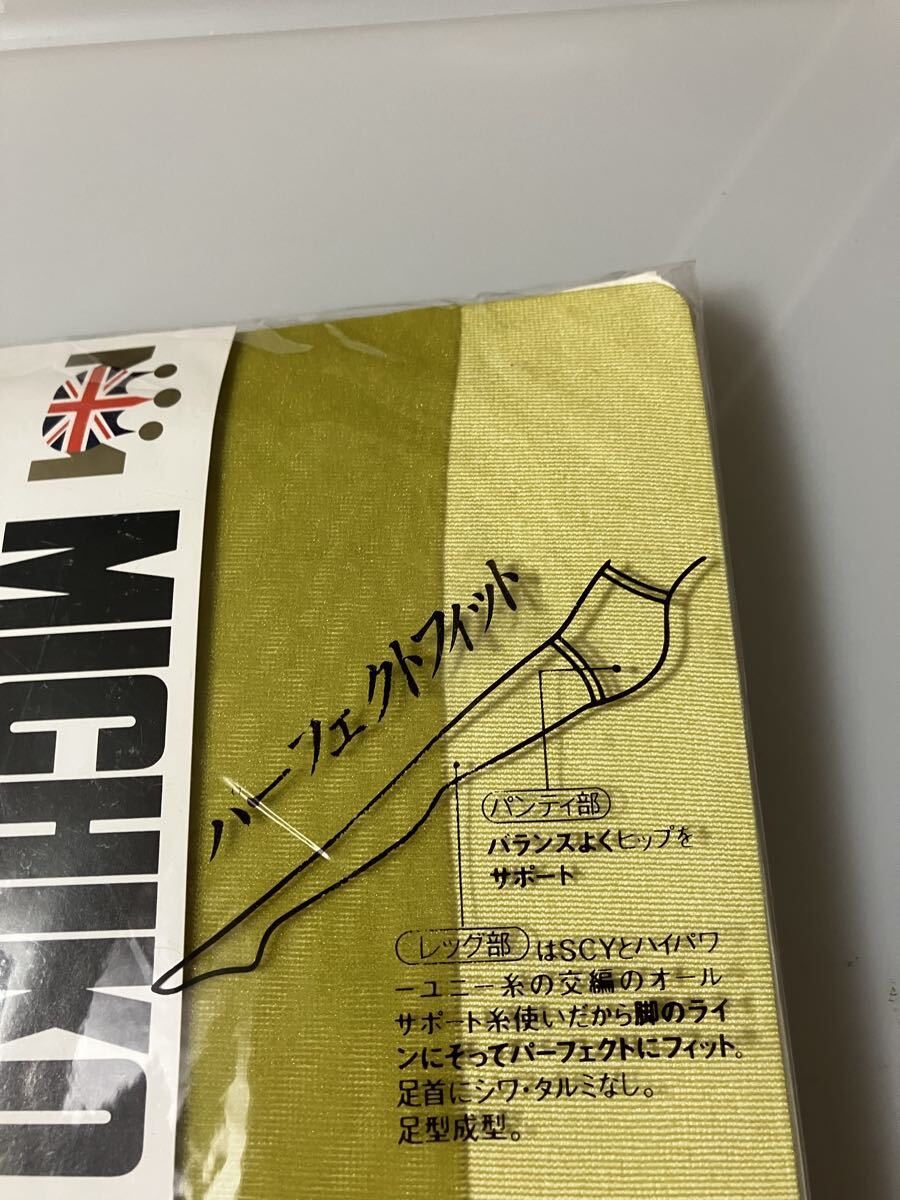 MICHIKO
パーフェクトフィット
パンティ部
バランスよくヒップを
サポート
レッグ部はSCYとハイパワ
ーユニー糸の交編のオール
サポート糸使いだから脚のライ
ンにそってパーフェクトにフィット。
足首にシワ・タルミなし。
足型成型。